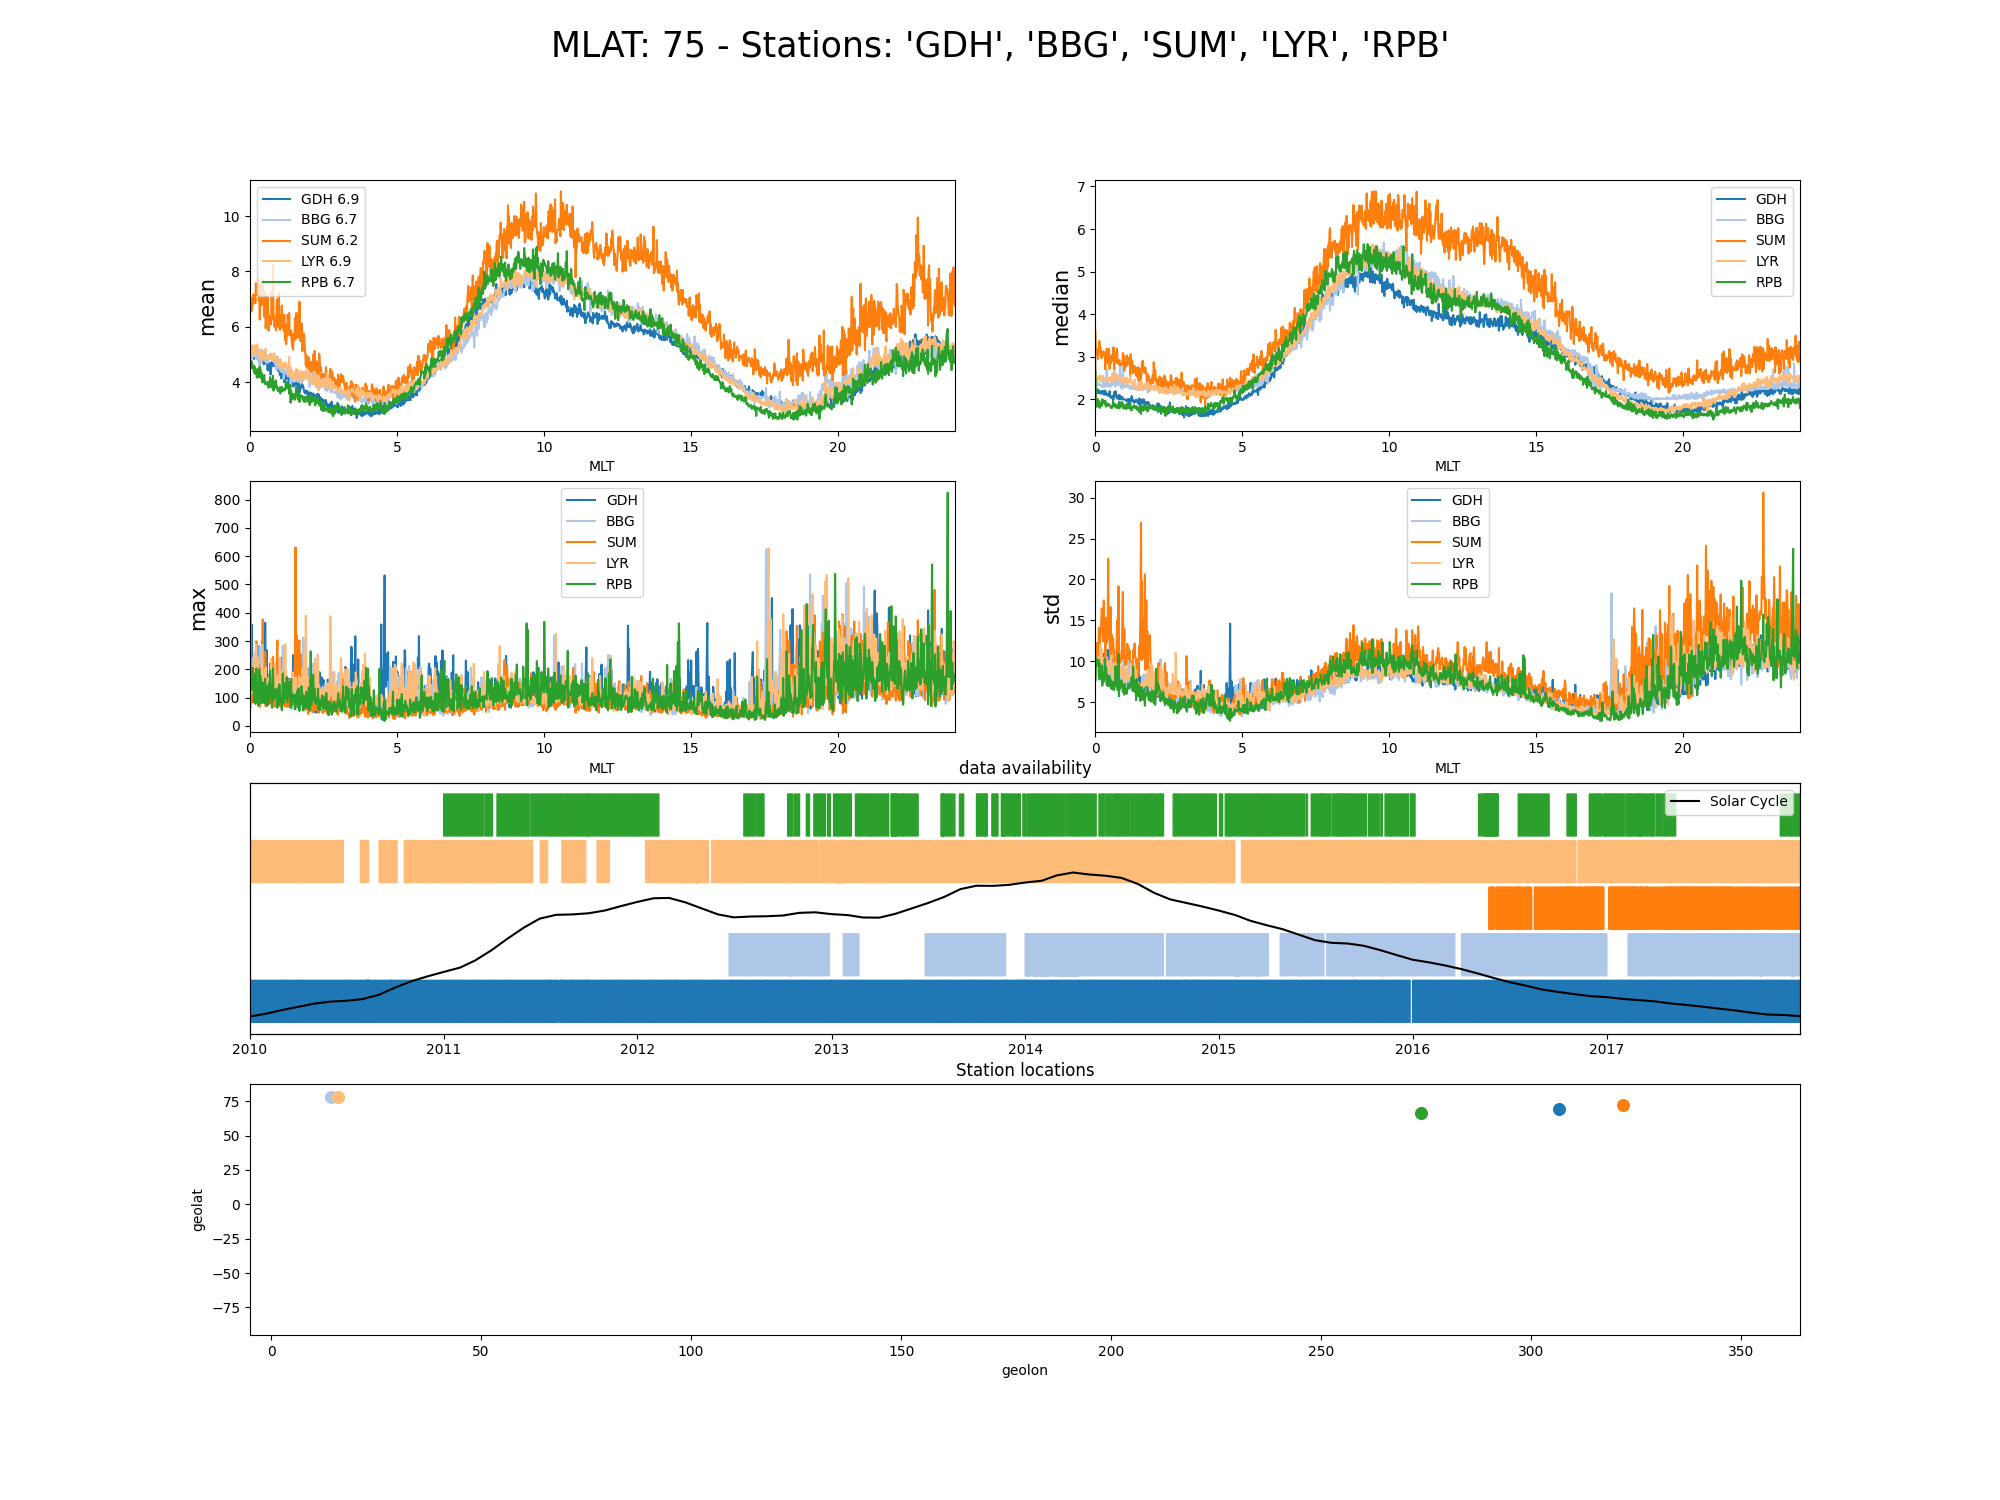 MLAT: 75 - Stations: 'GDH', 'BBG', 'SUM', 'LYR', 'RPB'
mean
10
8
6
4
GDH 6.9
BBG 6.7
SUM 6.2
LYR 6.9
RPB 6.7
0 5 10 15 20
MLT
median
7
6
5
4
3
2
GDH
BBG
SUM
LYR
RPB
0 5 10 15 20
MLT
max
800
700
600
500
400
300
200
100
0
GDH
BBG
SUM
LYR
RPB
0 5 10 15 20
MLT
std
30
25
20
15
10
5
GDH
BBG
SUM
LYR
RPB
0 5 10 15 20
MLT
data availability
Solar Cycle
2010 2011 2012 2013 2014 2015 2016 2017
Station locations
geolat
75
50
25
0
−25
−50
−75
0 50 100 150 200 250 300 350
geolon